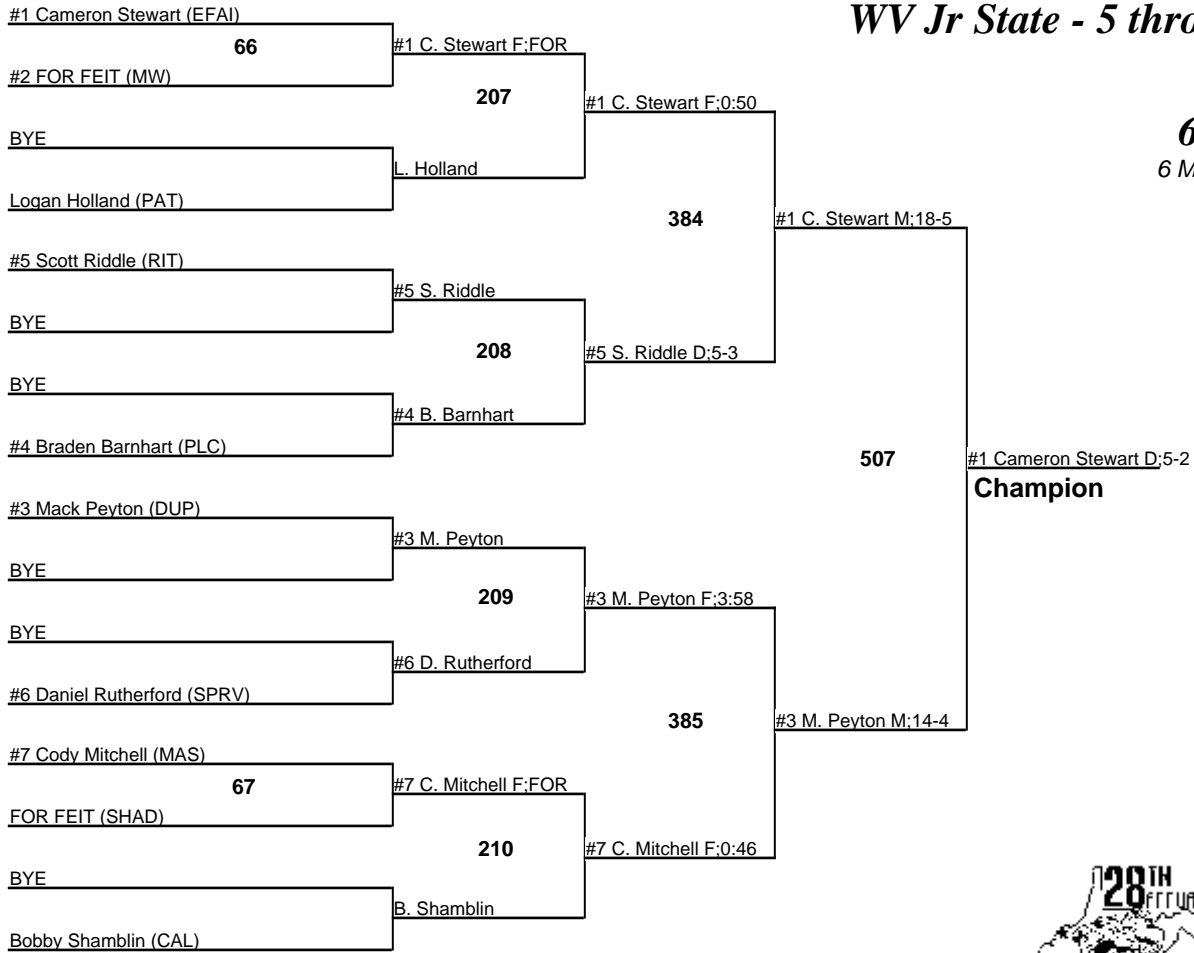 WV Jr State - 5 thro
6
6 M
#1 Cameron Stewart (EFAI)
66
#2 FOR FEIT (MW)
#1 C. Stewart F;FOR
207
BYE
L. Holland
Logan Holland (PAT)
#1 C. Stewart F;0:50
384
#5 Scott Riddle (RIT)
#5 S. Riddle
BYE
208
BYE
#4 B. Barnhart
#4 Braden Barnhart (PLC)
#5 S. Riddle D;5-3
#1 C. Stewart M;18-5
507
#1 Cameron Stewart D;5-2
Champion
#3 Mack Peyton (DUP)
#3 M. Peyton
BYE
209
BYE
#6 D. Rutherford
#6 Daniel Rutherford (SPRV)
#3 M. Peyton F;3:58
385
#3 M. Peyton M;14-4
#7 Cody Mitchell (MAS)
67
#7 C. Mitchell F;FOR
FOR FEIT (SHAD)
210
#7 C. Mitchell F;0:46
BYE
B. Shamblin
Bobby Shamblin (CAL)
28TH